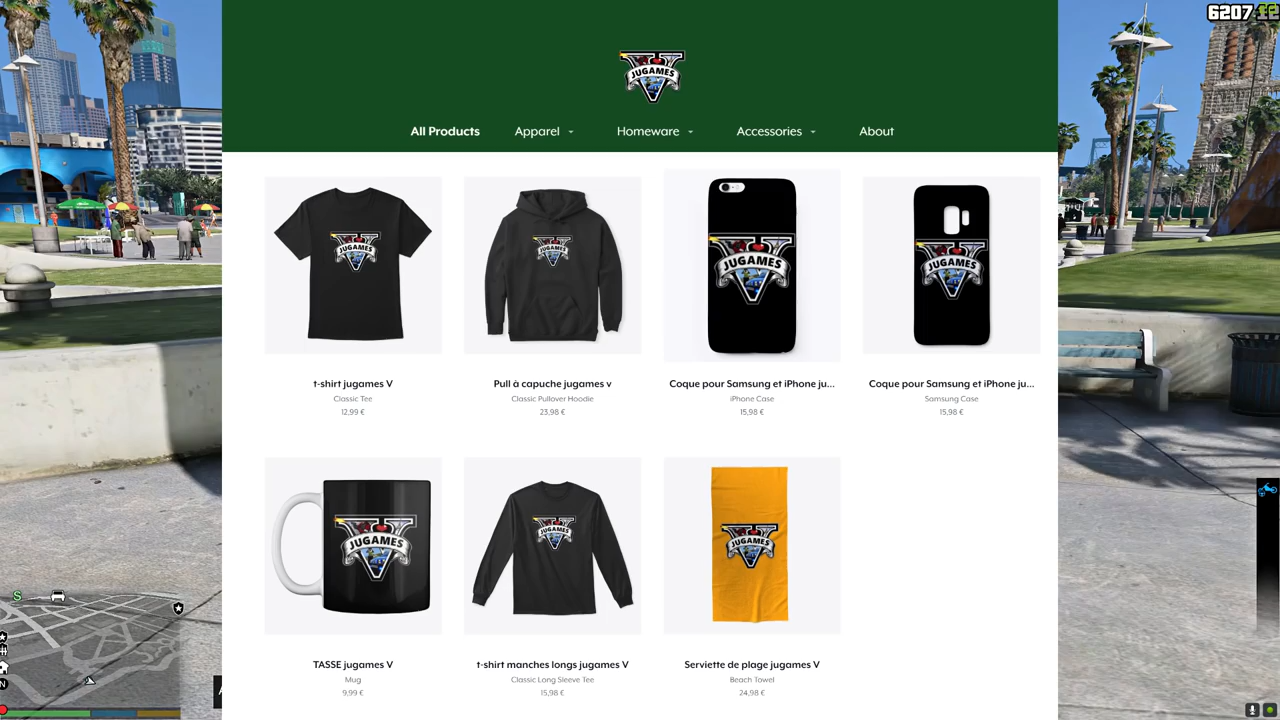 6207
JUGAMES
All Products
Apparel
Homeware
Accessories
About
JUGAMES
JUGAMES
JUGAMES
JUGAMES
t-shirt jugames V
Pull à capuche jugames v
Coque pour Samsung et iPhone ju...
Coque pour Samsung et iPhone ju...
Classic Tee
Classic Pullover Hoodie
iPhone Case
Samsung Case
12,99 €
23,98 €
15,98 €
15,98 €
JUGAMES
JUGAMES
JUGAMES
S
N
TASSE jugames V
t-shirt manches longs jugames V
Serviette de plage jugames V
Mug
Classic Long Sleeve Tee
Beach Towel
9,99 €
15,98 €
24,98 €